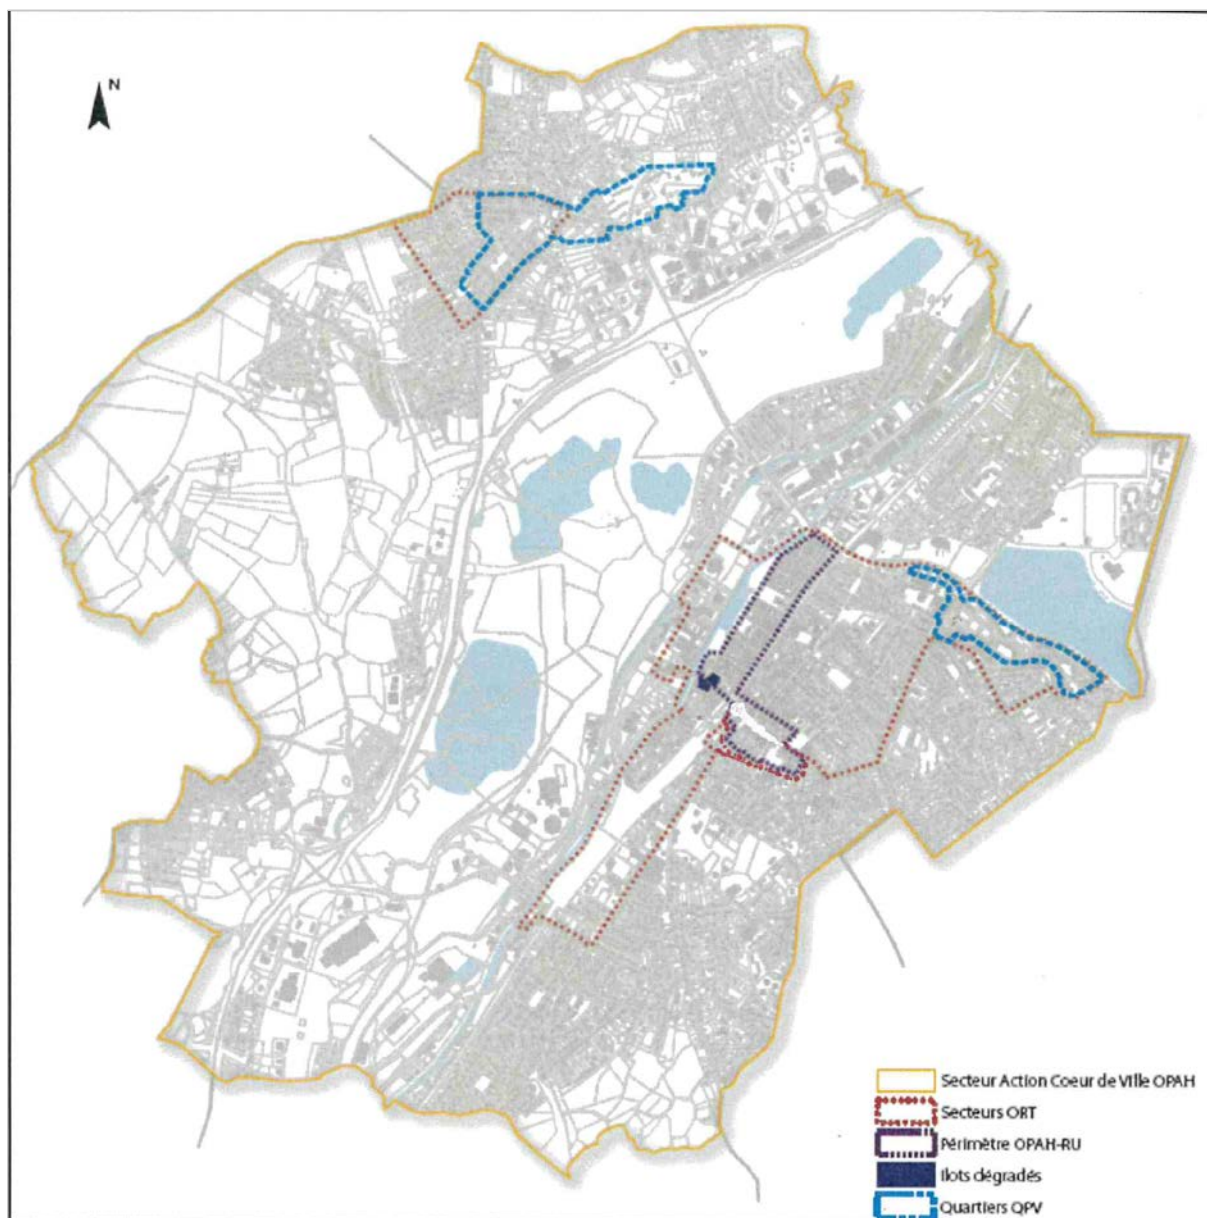 N
Secteur Action Coeur de Ville OPAH
Secteurs ORT
Périmètre OPAH-RU
Ilots dégradés
Quartiers QPV